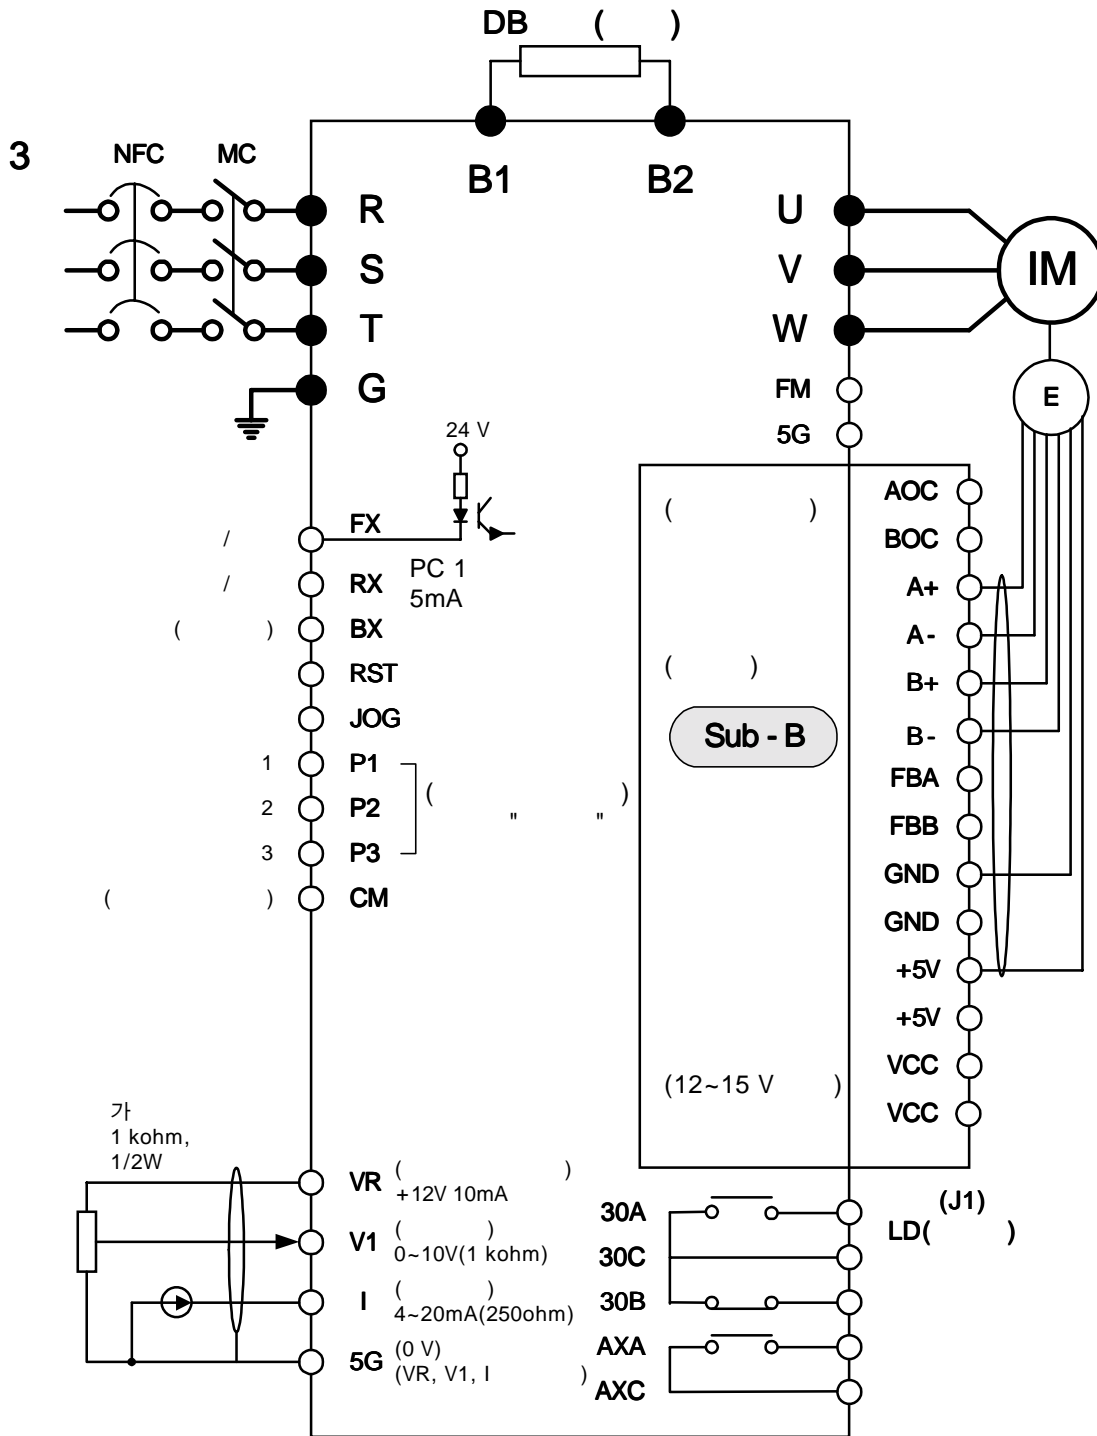 DB ( )
3
NFC MC
B1 B2
R
S
T
G
U
V
W
IM
FM
5G
E
24 V
FX
/
PC 1
5mA
RX
/
BX
( )
RST
JOG
1 P1
2 P2
3 P3
( )
" "
( ) CM
( )
( )
Sub - B
(12~15 V )
AOC
BOC
A+
A-
B+
B-
FBA
FBB
GND
GND
+5V
+5V
VCC
VCC
가
1 kohm,
1/2W
VR ( )
+12V 10mA
V1 ( )
0~10V(1 kohm)
I ( )
4~20mA(250ohm)
5G (0 V)
(VR, V1, I )
30A
30C
30B
AXA
AXC
(J1)
LD( )